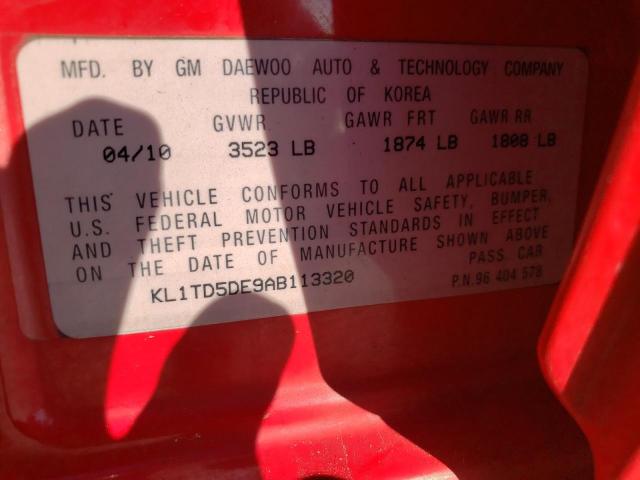 MFD. BY GM DAEWOO AUTO & TECHNOLOGY COMPANY
REPUBLIC OF KOREA
DATE GVWR GAWR FRT GAWR RR
04/10 3523 LB 1874 LB 1808 LB
THIS VEHICLE CONFORMS TO ALL APPLICABLE
U.S. FEDERAL MOTOR VEHICLE SAFETY, BUMPER,
AND THEFT PREVENTION STANDARDS IN EFFECT
ON THE DATE OF MANUFACTURE SHOWN ABOVE
PASS. CAR
KL1TD5DE9AB113320 P.N.96 404 578